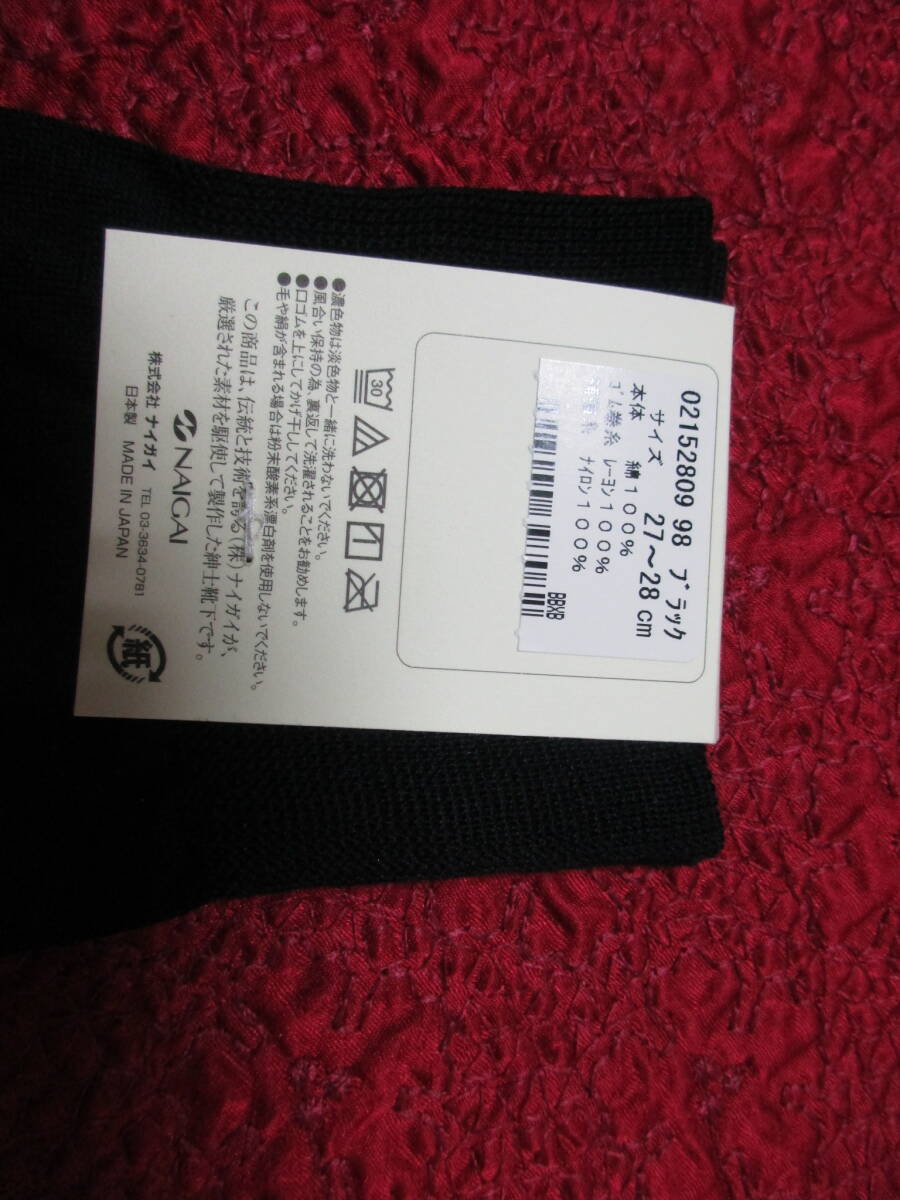 02152809 98 ブラック
サイズ 27～28cm
本体 綿100%
ゴム巻糸 レーヨン100%
ナイロン100%
BBXB
30
●濃色物は淡色物と一緒に洗わないでください。
●風合い保持の為、裏返して洗濯されることをお勧めします。
●口ゴムを上にしてかげ干ししてください。
●毛や絹が含まれる場合は粉末酸素系漂白剤を使用しないでください。
この商品は、伝統と技術を誇る(株)ナイガイが、
厳選された素材を駆使して製作した紳士靴下です。
NAIGAI
株式会社 ナイガイ TEL 03-3634-0781
日本製 MADE IN JAPAN
紙